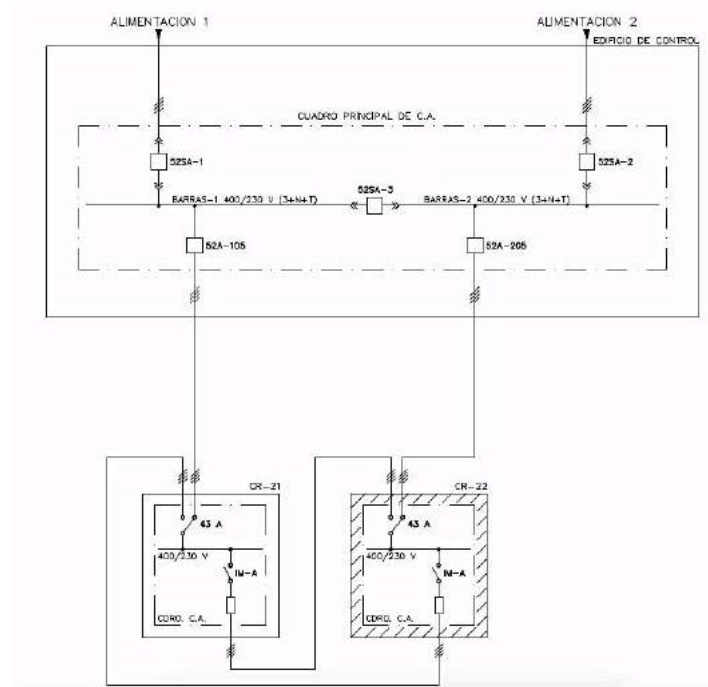 ALIMENTACION 1
ALIMENTACION 2
EDIFICIO DE CONTROL
CUADRO PRINCIPAL DE C.A.
52SA-1
52SA-2
52SA-3
BARRAS-1 400/230 V (3+N+T)
BARRAS-2 400/230 V (3+N+T)
52A-105
52A-205
CR-21
CR-22
43 A
43 A
400/230 V
400/230 V
IM-A
IM-A
CDRO. C.A.
CDRO. C.A.